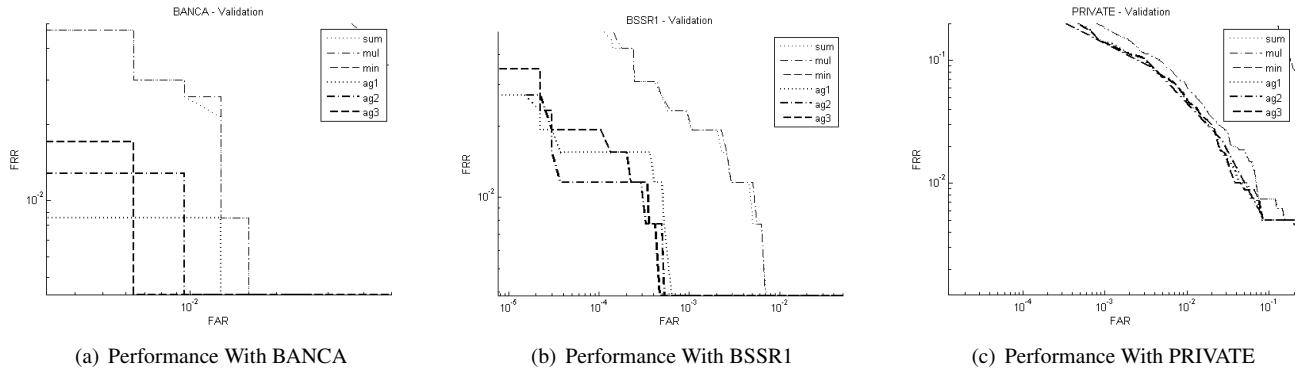 BANCA - Validation
FRR
10^-2
10^-2
FAR
sum
mul
min
ag1
ag2
ag3
(a) Performance With BANCA
BSSR1 - Validation
FRR
10^-2
10^-6
10^-5
10^-4
10^-3
10^-2
FAR
sum
mul
min
ag1
ag2
ag3
(b) Performance With BSSR1
PRIVATE - Validation
FRR
10^-1
10^-2
10^-4
10^-3
10^-2
10^-1
FAR
sum
mul
min
ag1
ag2
ag3
(c) Performance With PRIVATE